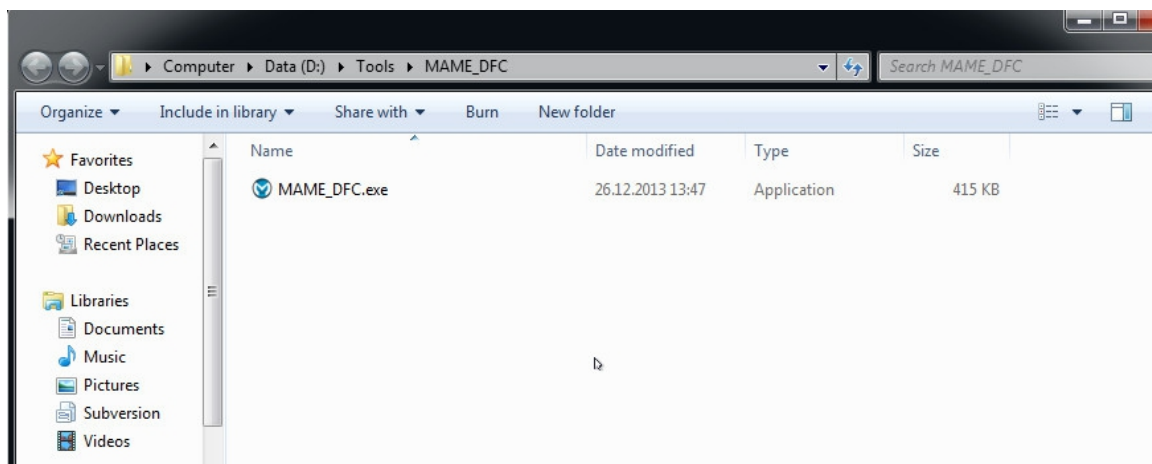 Computer ▸ Data (D:) ▸ Tools ▸ MAME_DFC
Search MAME_DFC
Organize Include in library Share with Burn New folder
Favorites
Desktop
Downloads
Recent Places
Libraries
Documents
Music
Pictures
Subversion
Videos
Name Date modified Type Size
MAME_DFC.exe 26.12.2013 13:47 Application 415 KB